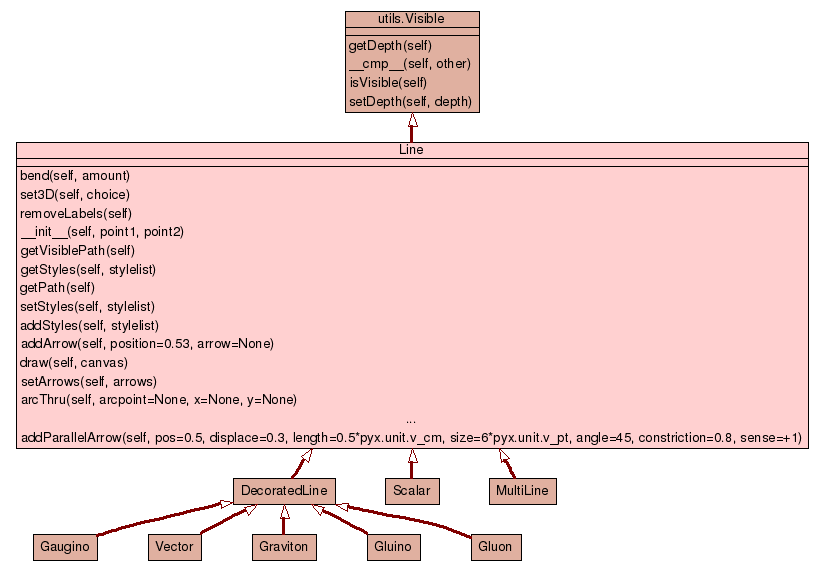 utils.Visible
getDepth(self)
__cmp__(self, other)
isVisible(self)
setDepth(self, depth)
Line
bend(self, amount)
set3D(self, choice)
removeLabels(self)
__init__(self, point1, point2)
getVisiblePath(self)
getStyles(self, stylelist)
getPath(self)
setStyles(self, stylelist)
addStyles(self, stylelist)
addArrow(self, position=0.53, arrow=None)
draw(self, canvas)
setArrows(self, arrows)
arcThru(self, arcpoint=None, x=None, y=None)
...
addParallelArrow(self, pos=0.5, displace=0.3, length=0.5*pyx.unit.v_cm, size=6*pyx.unit.v_pt, angle=45, constriction=0.8, sense=+1)
DecoratedLine
Scalar
MultiLine
Gaugino
Vector
Graviton
Gluino
Gluon